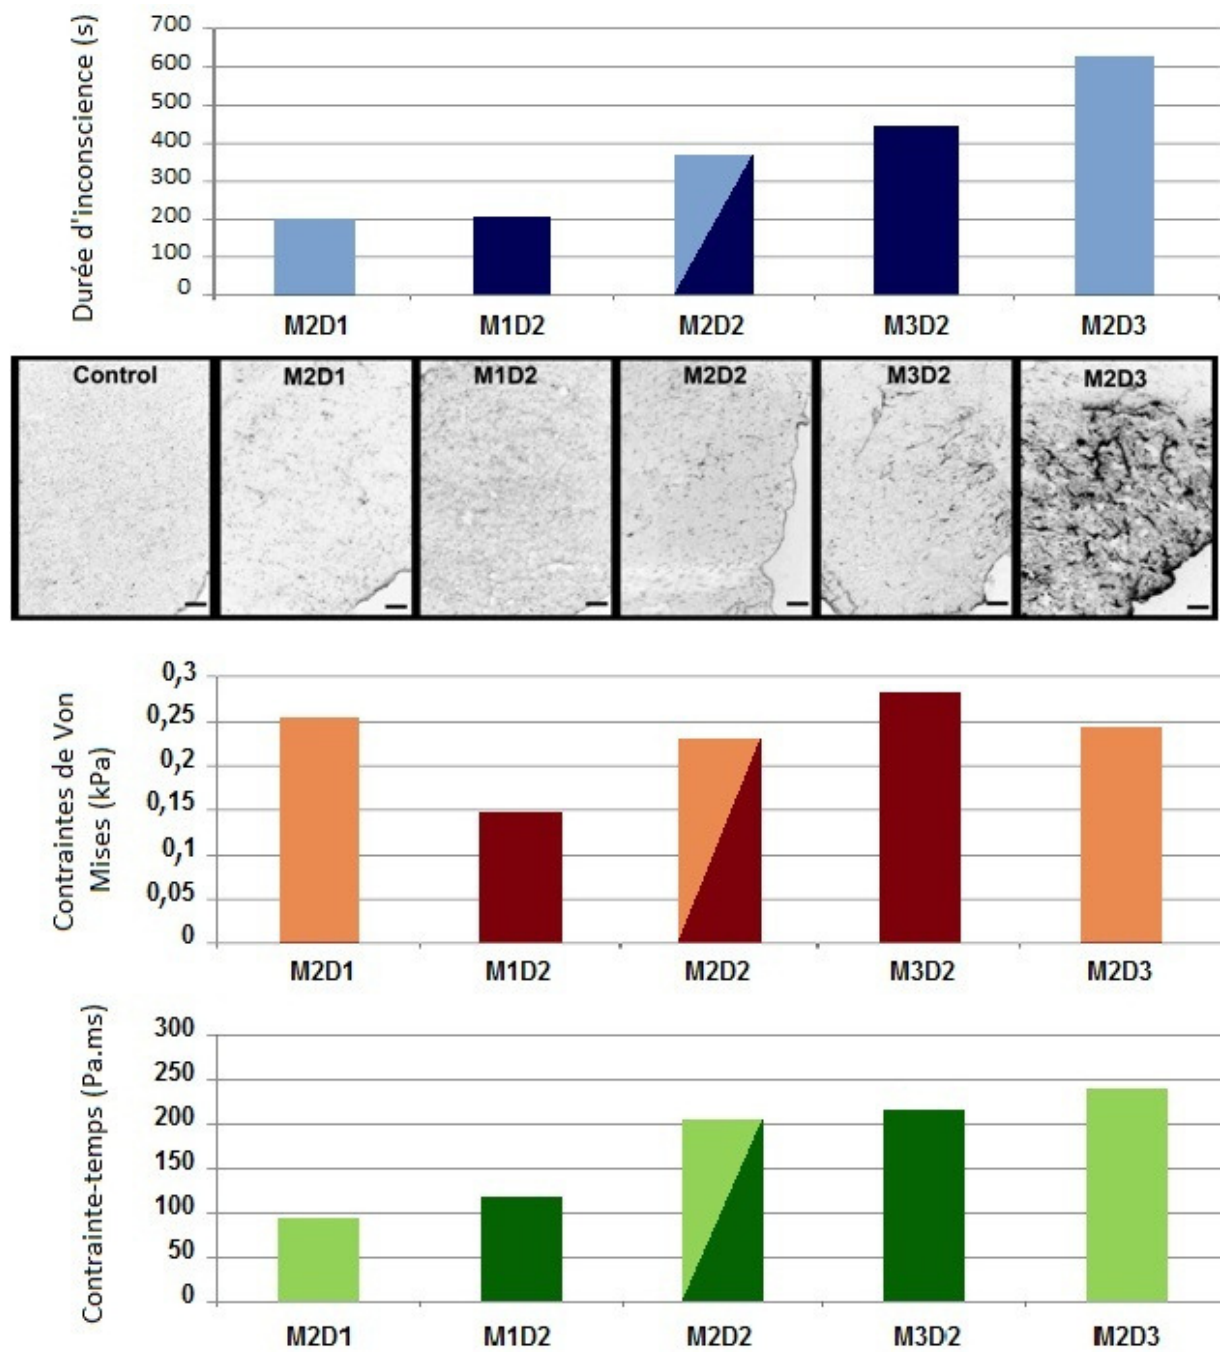 Durée d'inconscience (s)
700
600
500
400
300
200
100
0
M2D1 M1D2 M2D2 M3D2 M2D3
Control M2D1 M1D2 M2D2 M3D2 M2D3
Contraintes de Von
Mises (kPa)
0,3
0,25
0,2
0,15
0,1
0,05
0
M2D1 M1D2 M2D2 M3D2 M2D3
Contrainte-temps (Pa.ms)
300
250
200
150
100
50
0
M2D1 M1D2 M2D2 M3D2 M2D3